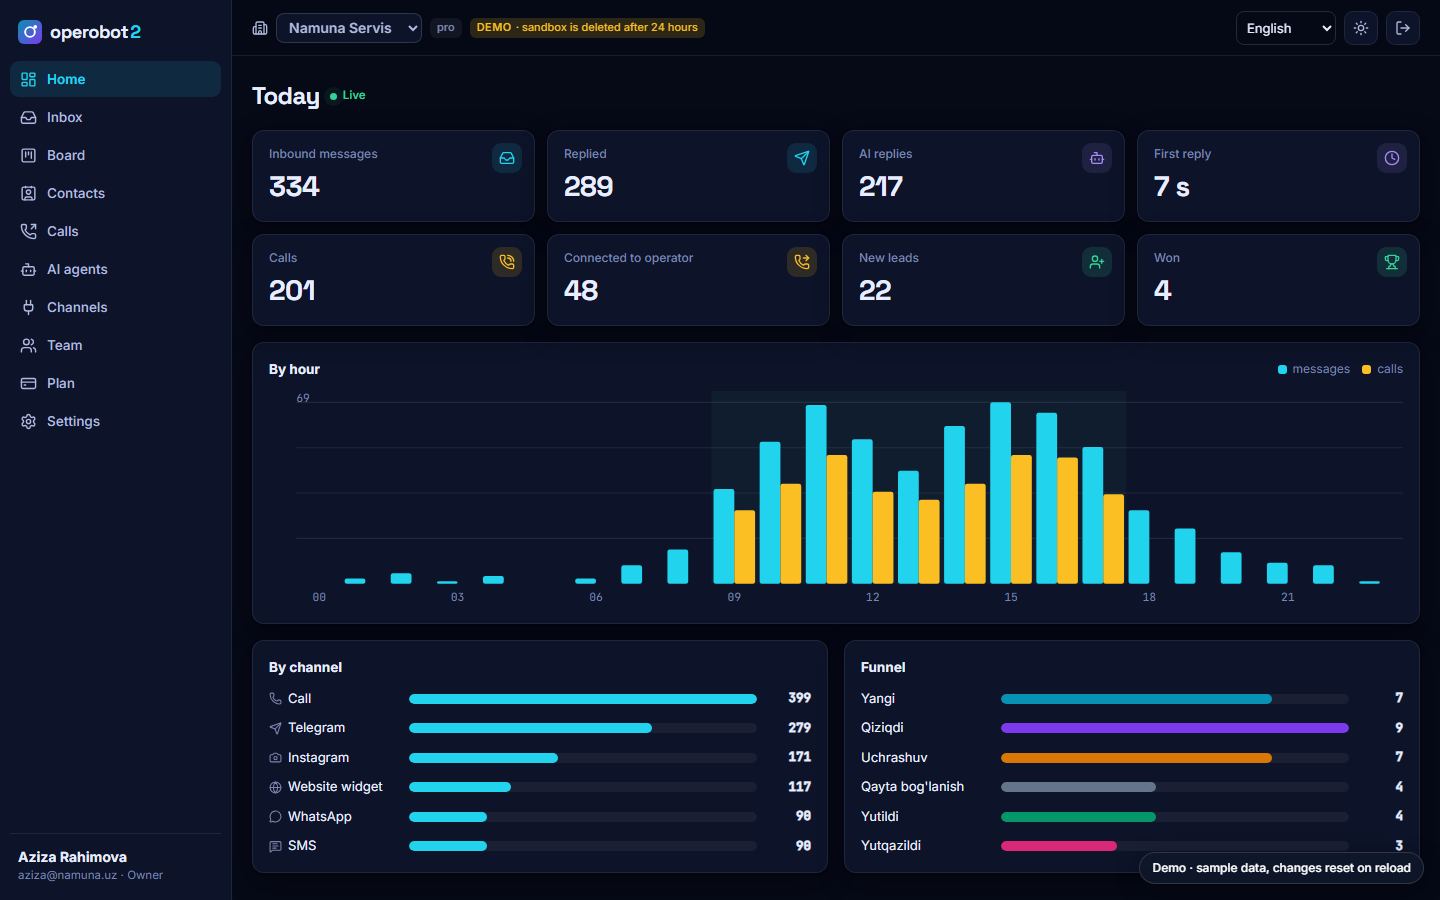 operobot2
Namuna Servis
pro
DEMO · sandbox is deleted after 24 hours
English
Home
Inbox
Board
Contacts
Calls
AI agents
Channels
Team
Plan
Settings
Aziza Rahimova
aziza@namuna.uz · Owner
Today
Live
Inbound messages
334
Replied
289
AI replies
217
First reply
7 s
Calls
201
Connected to operator
48
New leads
22
Won
4
By hour
messages
calls
69
00 03 06 09 12 15 18 21
By channel
Call 399
Telegram 279
Instagram 171
Website widget 117
WhatsApp 90
SMS 90
Funnel
Yangi 7
Qiziqdi 9
Uchrashuv 7
Qayta bog'lanish 4
Yutildi 4
Yutqazildi 3
Demo · sample data, changes reset on reload